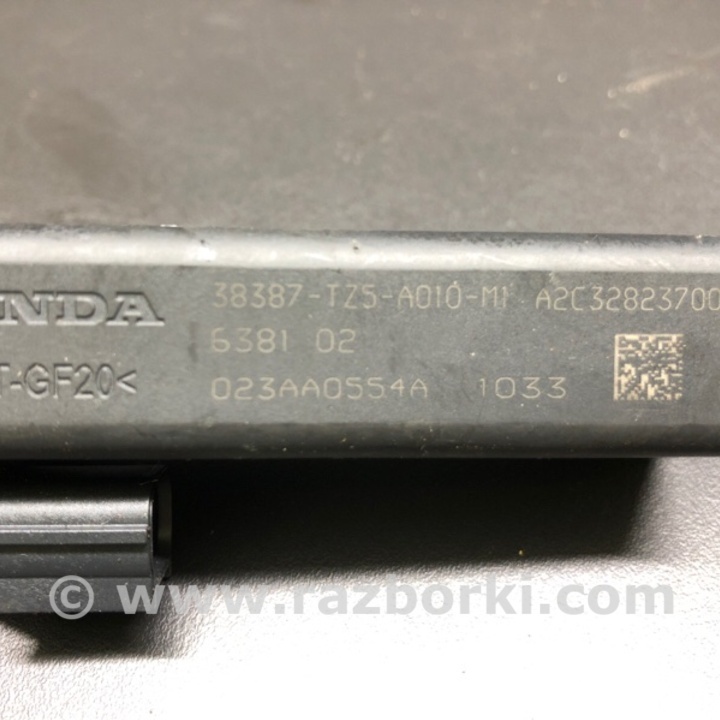 NDA
38387-TZ5-A010-M1 A2C32823700
6381 02
T-GF20<
023AA0554A 1033
© www.razborki.com